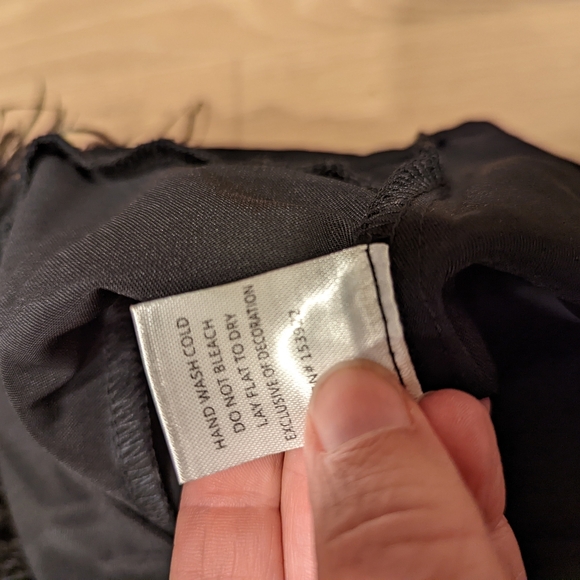 HAND WASH COLD
DO NOT BLEACH
LAY FLAT TO DRY
EXCLUSIVE OF DECORATION